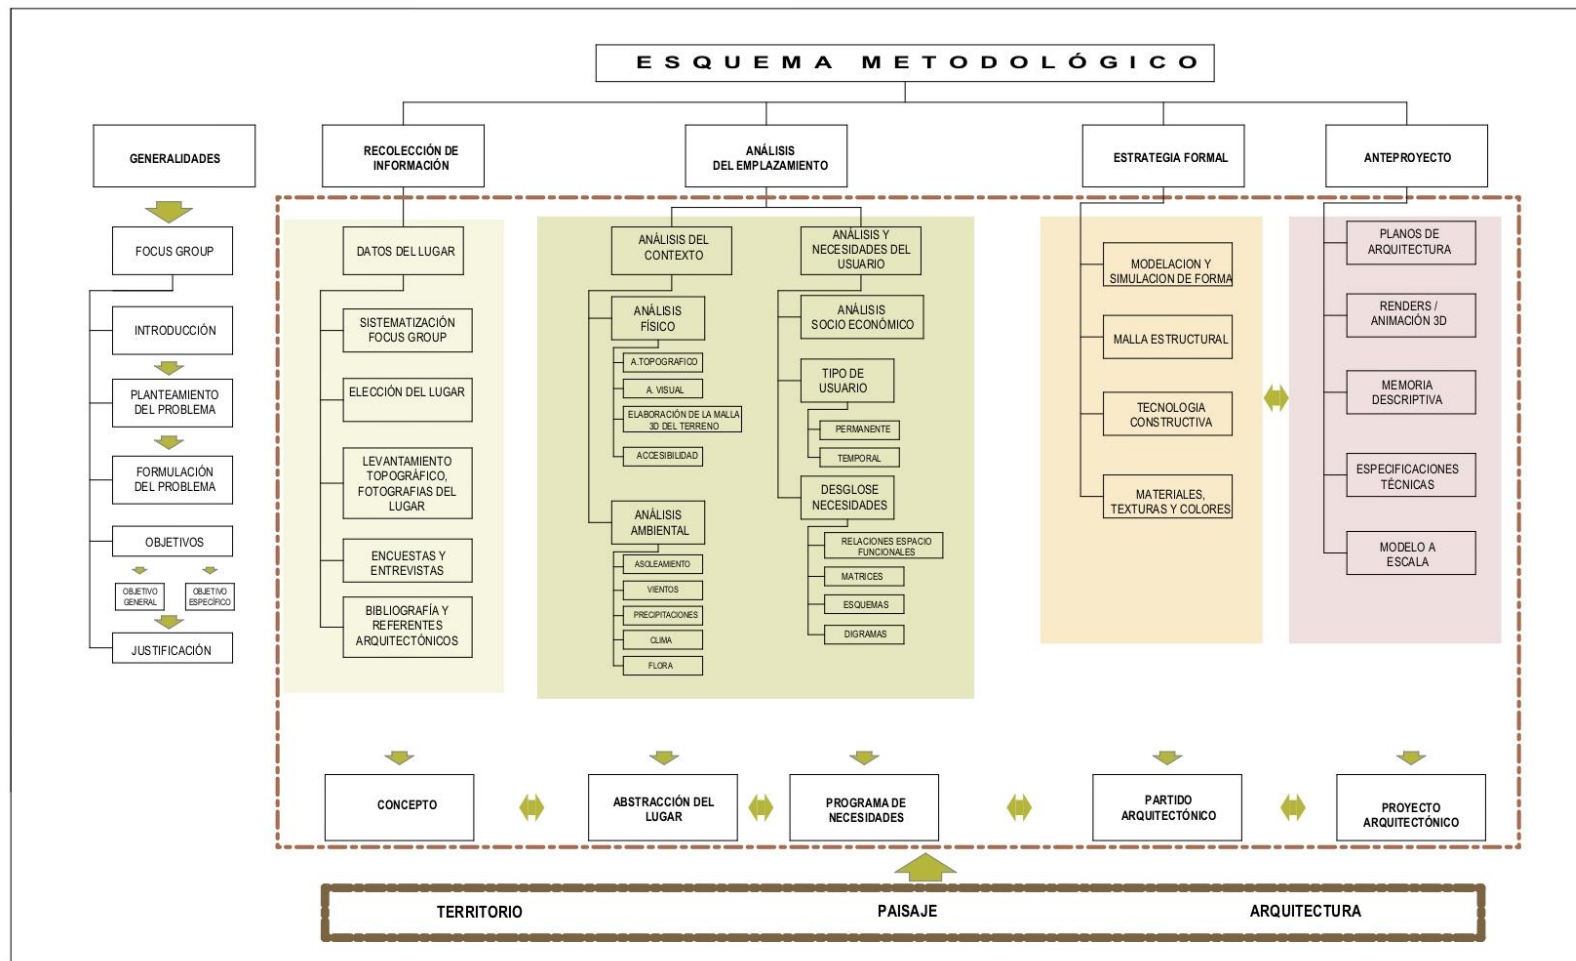 ESQUEMA METODOLÓGICO
GENERALIDADES
FOCUS GROUP
INTRODUCCIÓN
PLANTEAMIENTO
DEL PROBLEMA
FORMULACIÓN
DEL PROBLEMA
OBJETIVOS
OBJETIVO
GENERAL
OBJETIVO
ESPECÍFICO
JUSTIFICACIÓN
RECOLECCIÓN DE
INFORMACIÓN
DATOS DEL LUGAR
SISTEMATIZACIÓN
FOCUS GROUP
ELECCIÓN DEL LUGAR
LEVANTAMIENTO
TOPOGRÁFICO,
FOTOGRAFIAS DEL
LUGAR
ENCUESTAS Y
ENTREVISTAS
BIBLIOGRAFÍA Y
REFERENTES
ARQUITECTÓNICOS
ANÁLISIS
DEL EMPLAZAMIENTO
ANÁLISIS DEL
CONTEXTO
ANÁLISIS
FÍSICO
A.TOPOGRAFICO
A. VISUAL
ELABORACIÓN DE LA MALLA
3D DEL TERRENO
ACCESIBILIDAD
ANÁLISIS
AMBIENTAL
ASOLEAMIENTO
VIENTOS
PRECIPITACIONES
CLIMA
FLORA
ANÁLISIS Y
NECESIDADES DEL
USUARIO
ANÁLISIS
SOCIO ECONÓMICO
TIPO DE
USUARIO
PERMANENTE
TEMPORAL
DESGLOSE
NECESIDADES
RELACIONES ESPACIO
FUNCIONALES
MATRICES
ESQUEMAS
DIGRAMAS
ESTRATEGIA FORMAL
MODELACION Y
SIMULACION DE FORMA
MALLA ESTRUCTURAL
TECNOLOGIA
CONSTRUCTIVA
MATERIALES,
TEXTURAS Y COLORES
ANTEPROYECTO
PLANOS DE
ARQUITECTURA
RENDERS /
ANIMACIÓN 3D
MEMORIA
DESCRIPTIVA
ESPECIFICACIONES
TÉCNICAS
MODELO A
ESCALA
CONCEPTO
ABSTRACCIÓN DEL
LUGAR
PROGRAMA DE
NECESIDADES
PARTIDO
ARQUITECTÓNICO
PROYECTO
ARQUITECTÓNICO
TERRITORIO
PAISAJE
ARQUITECTURA